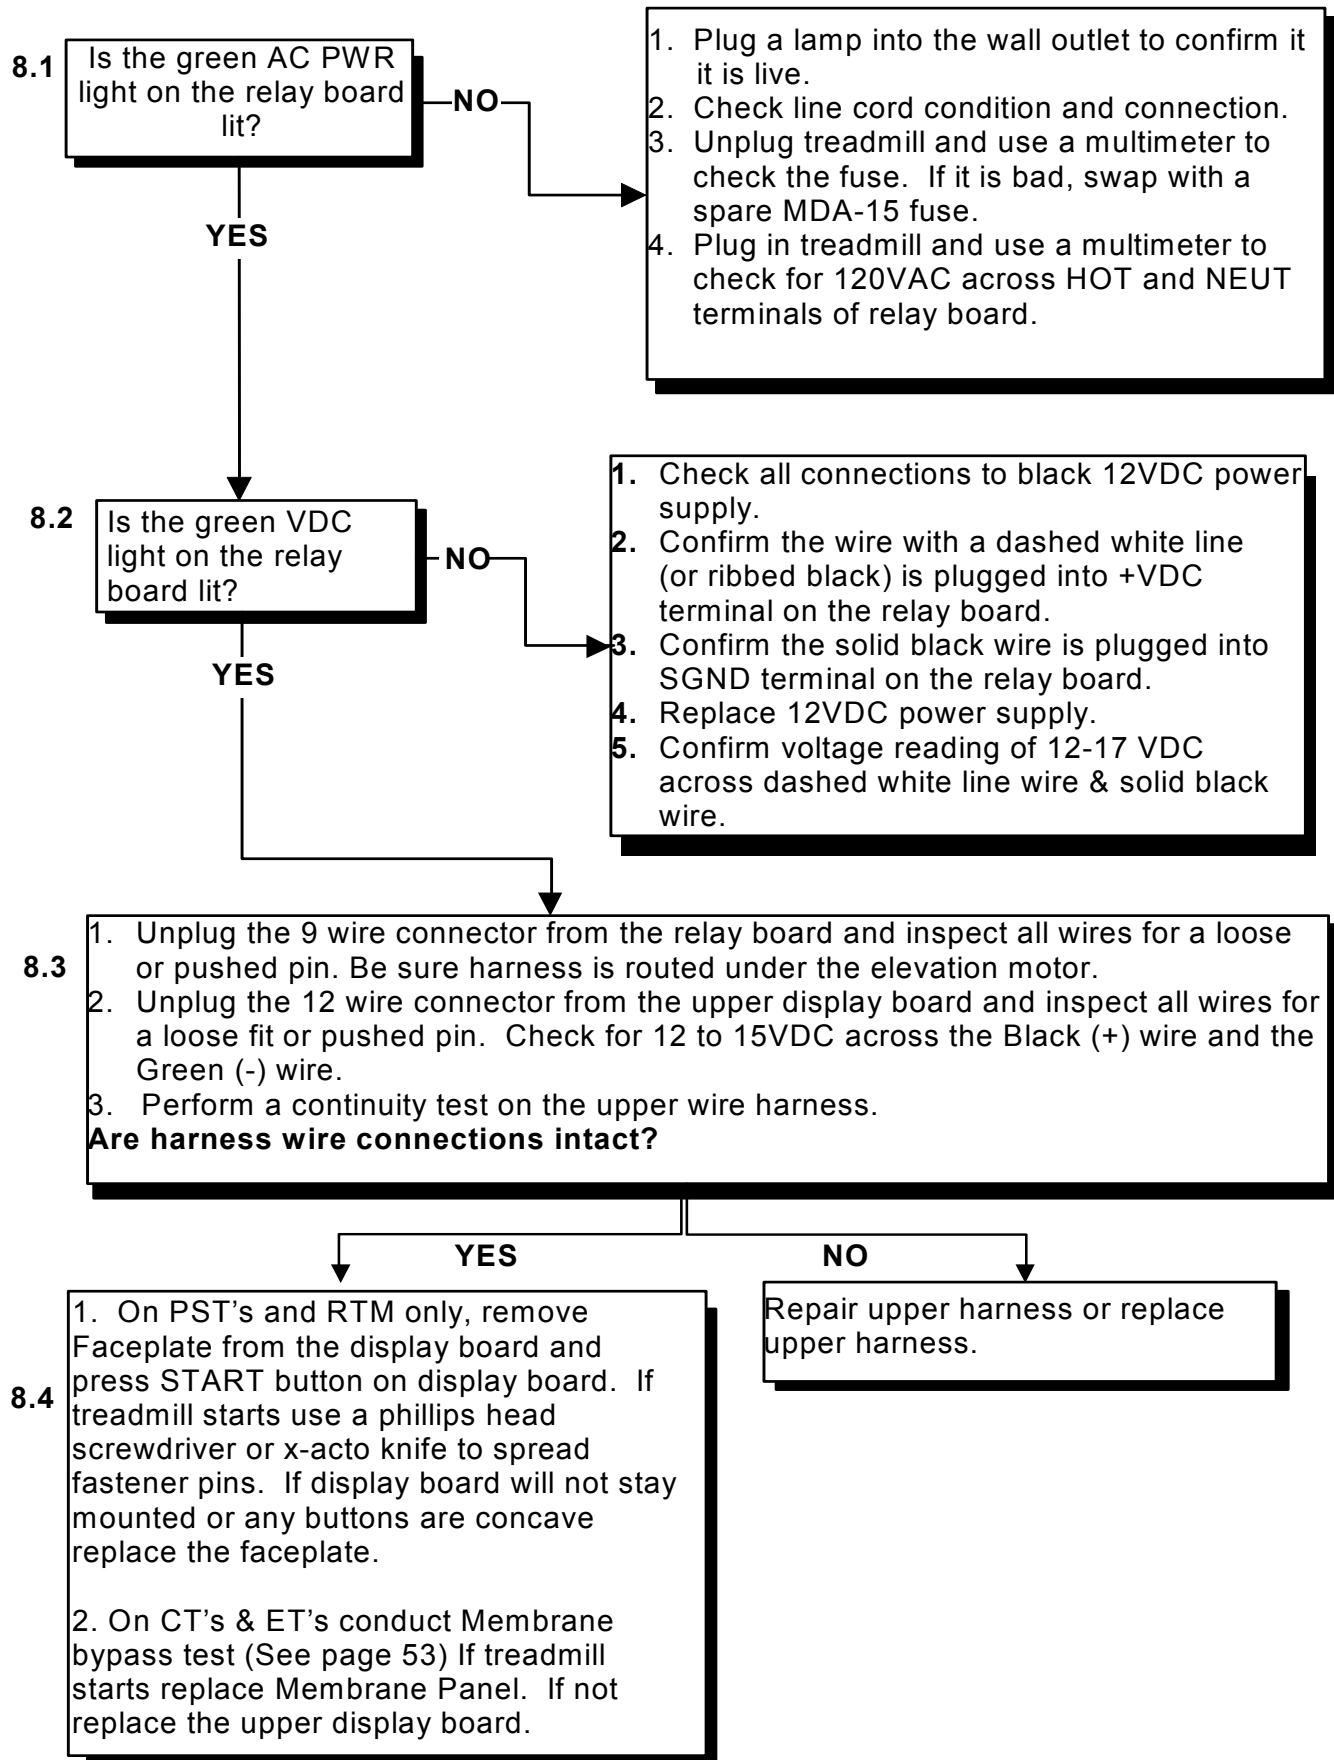 8.1
Is the green AC PWR
light on the relay board
lit?
NO
1. Plug a lamp into the wall outlet to confirm it
it is live.
2. Check line cord condition and connection.
3. Unplug treadmill and use a multimeter to
check the fuse. If it is bad, swap with a
spare MDA-15 fuse.
4. Plug in treadmill and use a multimeter to
check for 120VAC across HOT and NEUT
terminals of relay board.
YES
8.2
Is the green VDC
light on the relay
board lit?
NO
1. Check all connections to black 12VDC power
supply.
2. Confirm the wire with a dashed white line
(or ribbed black) is plugged into +VDC
terminal on the relay board.
3. Confirm the solid black wire is plugged into
SGND terminal on the relay board.
4. Replace 12VDC power supply.
5. Confirm voltage reading of 12-17 VDC
across dashed white line wire & solid black
wire.
YES
8.3
1. Unplug the 9 wire connector from the relay board and inspect all wires for a loose
or pushed pin. Be sure harness is routed under the elevation motor.
2. Unplug the 12 wire connector from the upper display board and inspect all wires for
a loose fit or pushed pin. Check for 12 to 15VDC across the Black (+) wire and the
Green (-) wire.
3. Perform a continuity test on the upper wire harness.
Are harness wire connections intact?
YES
NO
8.4
1. On PST's and RTM only, remove
Faceplate from the display board and
press START button on display board. If
treadmill starts use a phillips head
screwdriver or x-acto knife to spread
fastener pins. If display board will not stay
mounted or any buttons are concave
replace the faceplate.
2. On CT's & ET's conduct Membrane
bypass test (See page 53) If treadmill
starts replace Membrane Panel. If not
replace the upper display board.
Repair upper harness or replace
upper harness.